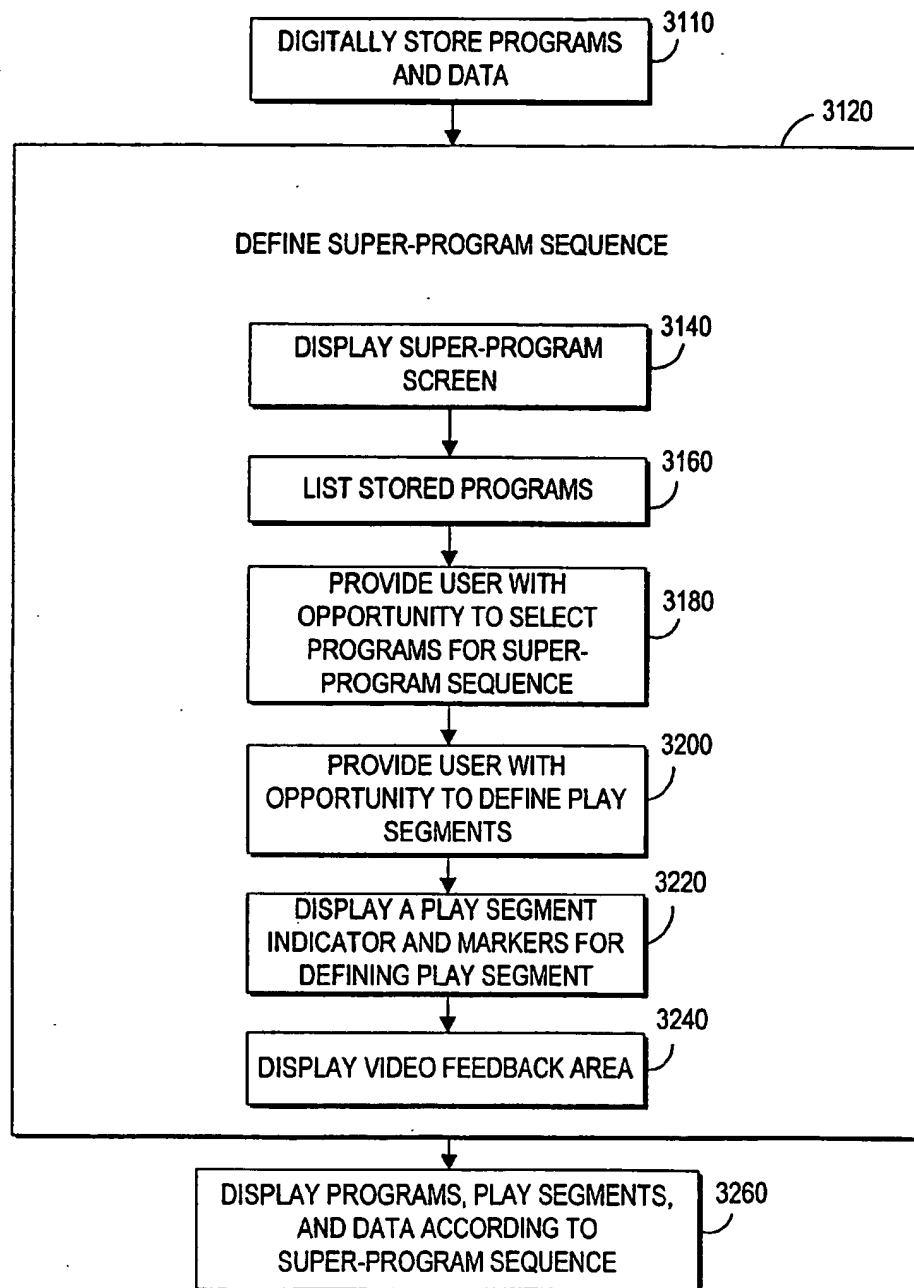 DIGITALLY STORE PROGRAMS
AND DATA
3110
3120
DEFINE SUPER-PROGRAM SEQUENCE
DISPLAY SUPER-PROGRAM
SCREEN
3140
LIST STORED PROGRAMS
3160
PROVIDE USER WITH
OPPORTUNITY TO SELECT
PROGRAMS FOR SUPER-
PROGRAM SEQUENCE
3180
PROVIDE USER WITH
OPPORTUNITY TO DEFINE PLAY
SEGMENTS
3200
DISPLAY A PLAY SEGMENT
INDICATOR AND MARKERS FOR
DEFINING PLAY SEGMENT
3220
DISPLAY VIDEO FEEDBACK AREA
3240
DISPLAY PROGRAMS, PLAY SEGMENTS,
AND DATA ACCORDING TO
SUPER-PROGRAM SEQUENCE
3260